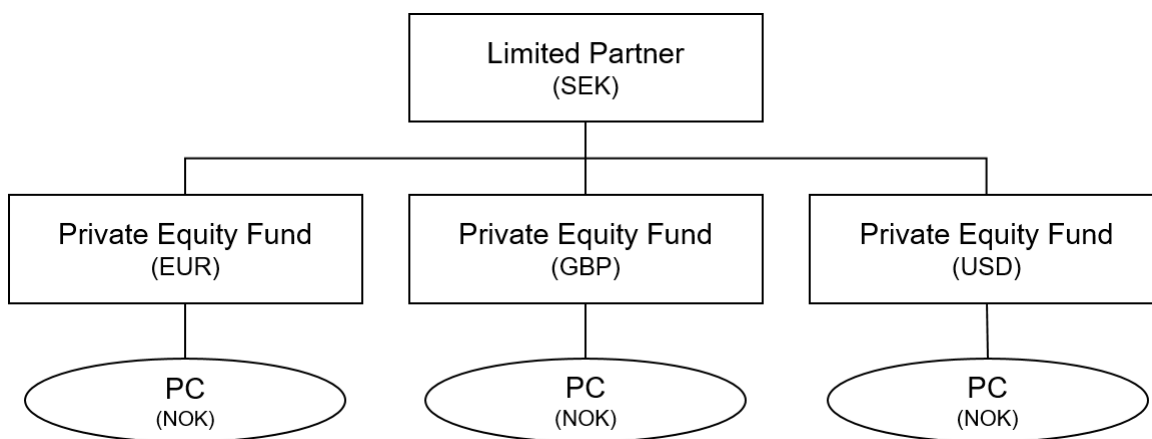 Limited Partner
(SEK)
Private Equity Fund
(EUR)
Private Equity Fund
(GBP)
Private Equity Fund
(USD)
PC
(NOK)
PC
(NOK)
PC
(NOK)